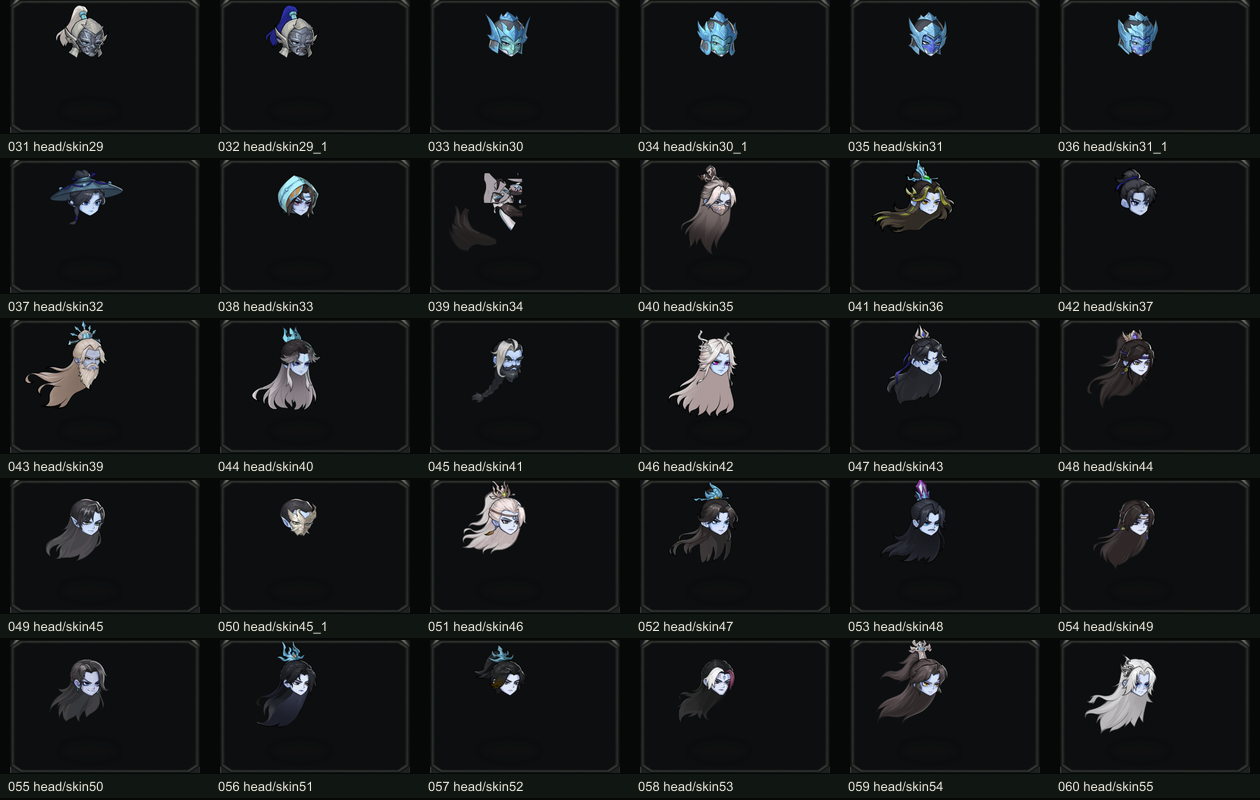 031 head/skin29
032 head/skin29_1
033 head/skin30
034 head/skin30_1
035 head/skin31
036 head/skin31_1
037 head/skin32
038 head/skin33
039 head/skin34
040 head/skin35
041 head/skin36
042 head/skin37
043 head/skin39
044 head/skin40
045 head/skin41
046 head/skin42
047 head/skin43
048 head/skin44
049 head/skin45
050 head/skin45_1
051 head/skin46
052 head/skin47
053 head/skin48
054 head/skin49
055 head/skin50
056 head/skin51
057 head/skin52
058 head/skin53
059 head/skin54
060 head/skin55